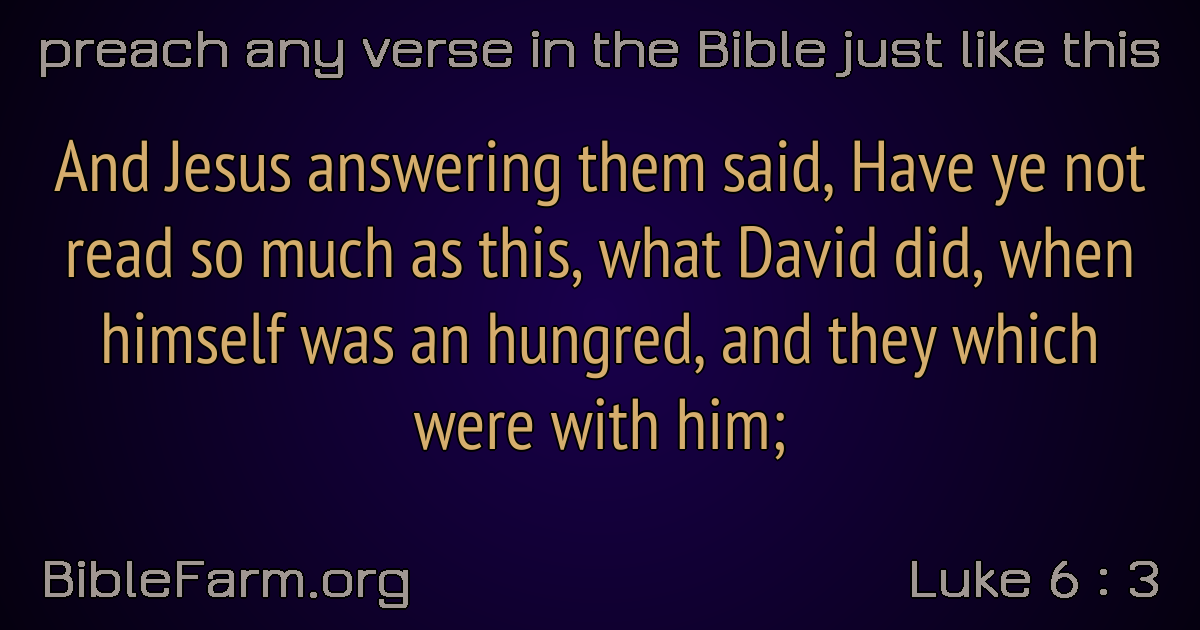 preach any verse in the Bible just like this
And Jesus answering them said, Have ye not
read so much as this, what David did, when
himself was an hungred, and they which
were with him;
BibleFarm.org
Luke 6 : 3